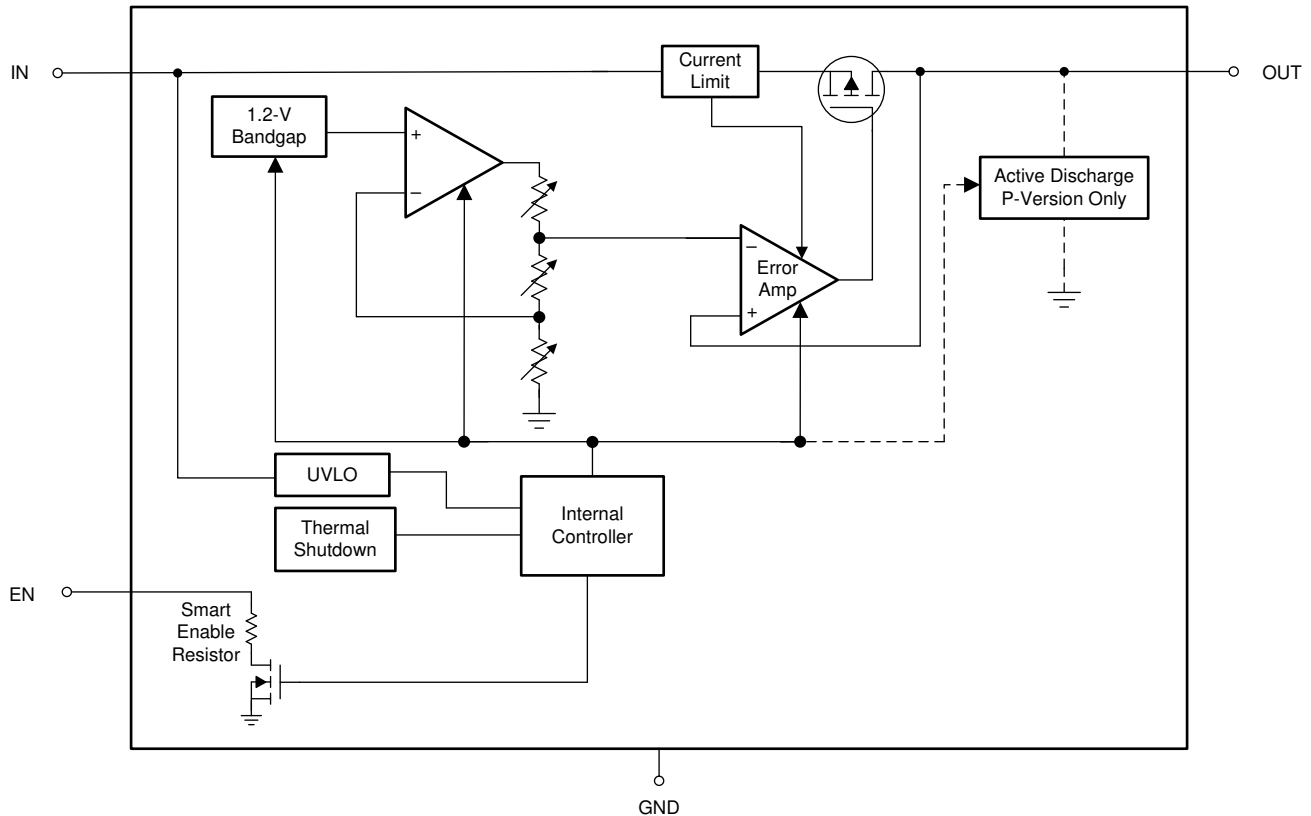 IN
Current
Limit
OUT
1.2-V
Bandgap
+
−
Active Discharge
P-Version Only
−
Error
Amp
+
UVLO
Thermal
Shutdown
Internal
Controller
EN
Smart
Enable
Resistor
GND